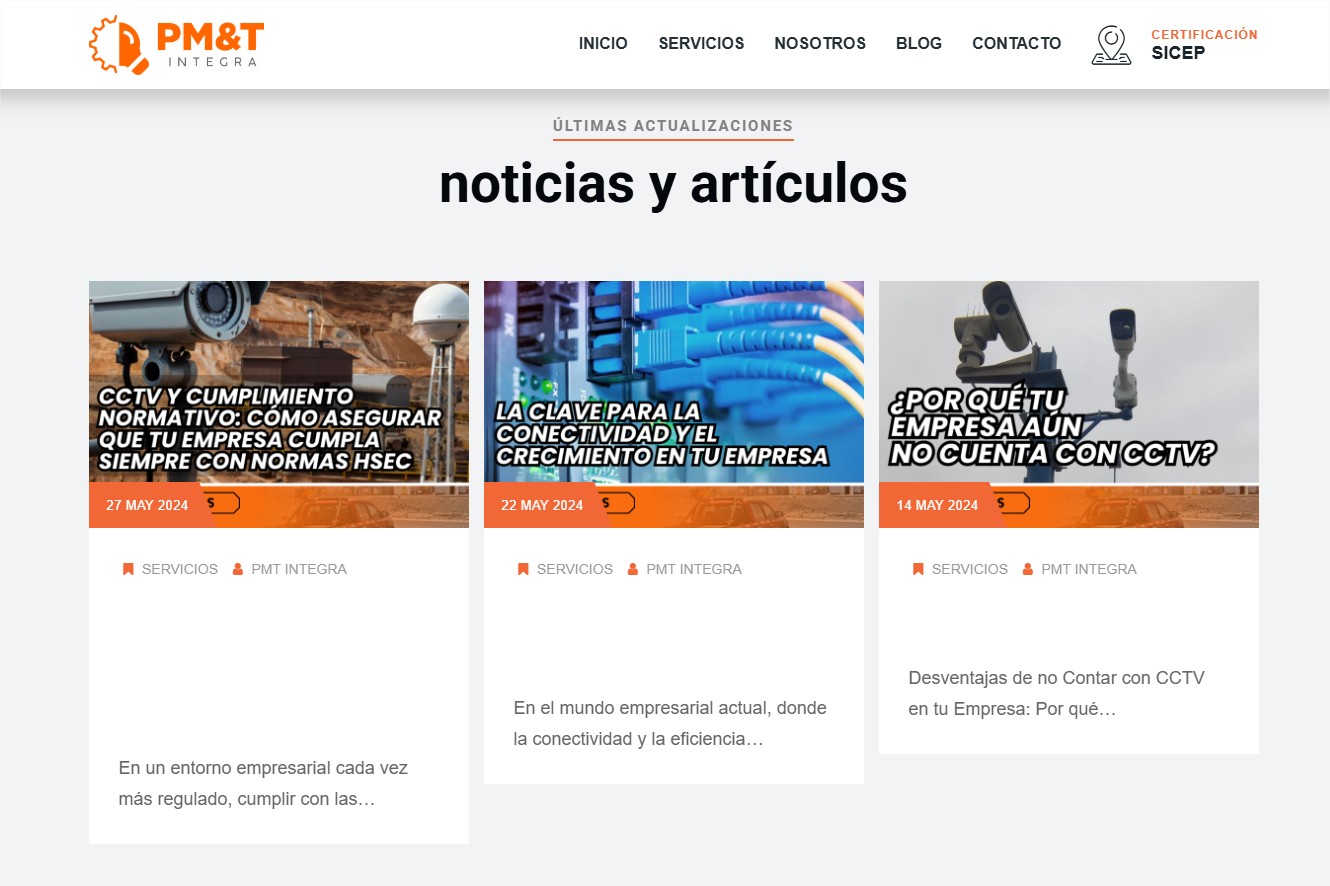 PM&T
INTEGRA
INICIO
SERVICIOS
NOSOTROS
BLOG
CONTACTO
CERTIFICACIÓN
SICEP
ÚLTIMAS ACTUALIZACIONES
noticias y artículos
CCTV Y CUMPLIMIENTO
NORMATIVO: CÓMO ASEGURAR
QUE TU EMPRESA CUMPLA
SIEMPRE CON NORMAS HSEC
27 MAY 2024
S
SERVICIOS
PMT INTEGRA
En un entorno empresarial cada vez
más regulado, cumplir con las…
RX
LA CLAVE PARA LA
CONECTIVIDAD Y EL
CRECIMIENTO EN TU EMPRESA
22 MAY 2024
S
SERVICIOS
PMT INTEGRA
En el mundo empresarial actual, donde
la conectividad y la eficiencia…
¿POR QUÉ TU
EMPRESA AÚN
NO CUENTA CON CCTV?
14 MAY 2024
S
SERVICIOS
PMT INTEGRA
Desventajas de no Contar con CCTV
en tu Empresa: Por qué…